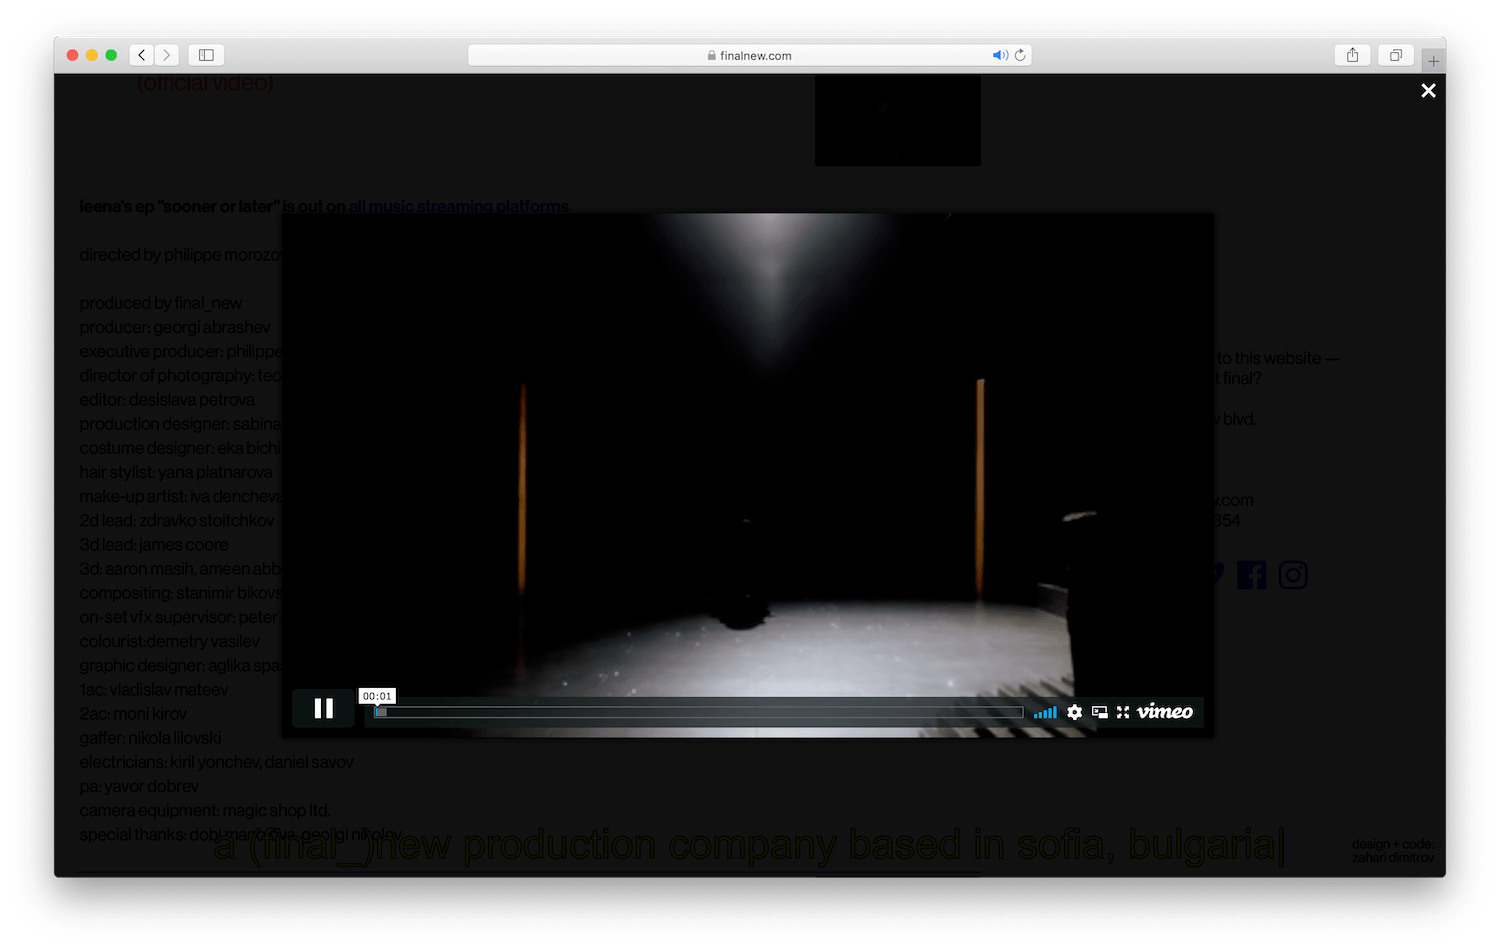 finalnew.com
(official video)
leena's ep "sooner or later" is out on all music streaming platforms
directed by philippe morozov
produced by final_new
producer: georgi abrashev
executive producer: philippe
director of photography: teo
editor: desislava petrova
production designer: sabina
costume designer: eka bichi
hair stylist: yana platnarova
make-up artist: iva dencheva
2d lead: zdravko stoitchkov
3d lead: james coore
3d: aaron masih, ameen abb
compositing: stanimir bikovs
on-set vfx supervisor: peter
colourist:demetry vasilev
graphic designer: aglika spa
1ac: vladislav mateev
2ac: moni kirov
gaffer: nikola lilovski
electricians: kiril yonchev, daniel savov
pa: yavor dobrev
camera equipment: magic shop ltd.
special thanks: dobi manolova, georgi nikolov
to this website —
t final?
v blvd.
v.com
354
00:01
vimeo
a (final_)new production company based in sofia, bulgaria|
design + code:
zahari dimitrov